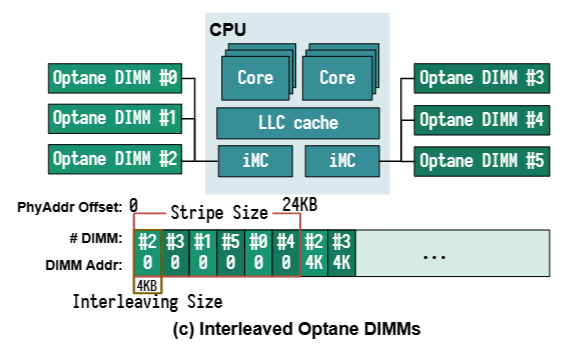 CPU
Optane DIMM #0
Optane DIMM #1
Optane DIMM #2
Core
Core
LLC cache
iMC
iMC
Optane DIMM #3
Optane DIMM #4
Optane DIMM #5
PhyAddr Offset: 0 24KB
Stripe Size
# DIMM: #2 #3 #1 #5 #0 #4 #2 #3
DIMM Addr: 0 0 0 0 0 0 4K 4K ...
4KB
Interleaving Size
(c) Interleaved Optane DIMMs